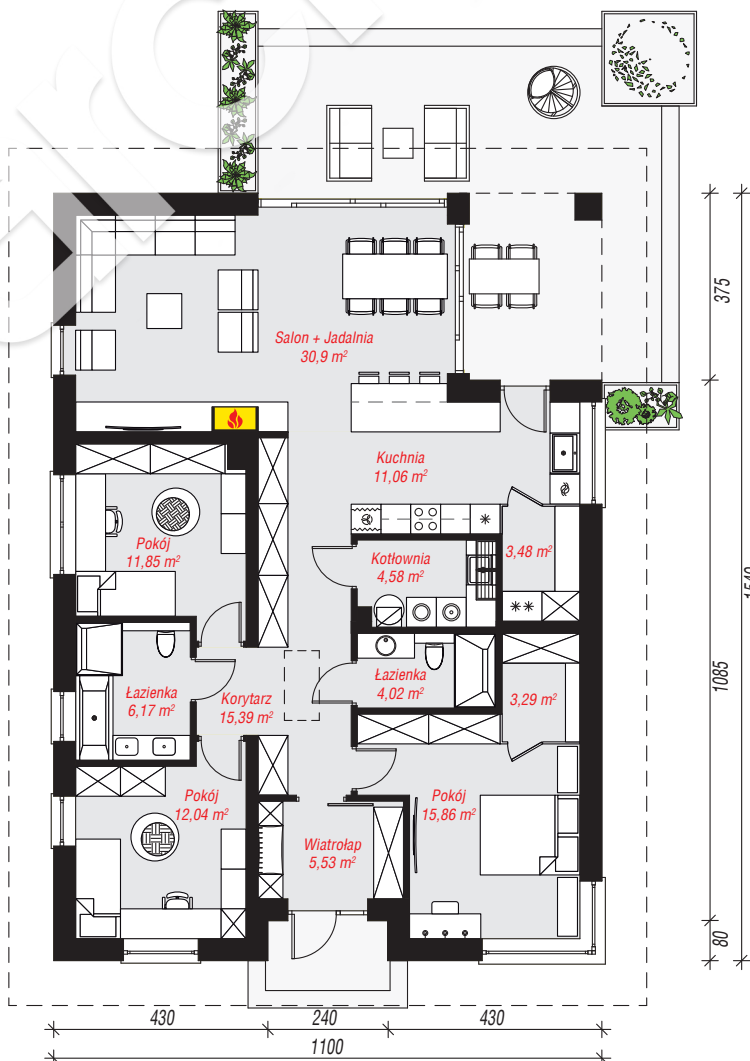 Salon + Jadalnia
30,9 m²
375
Kuchnia
11,06 m²
Pokój
11,85 m²
Kotłownia
4,58 m²
3,48 m²
**
*
1540
1085
Łazienka
6,17 m²
Korytarz
15,39 m²
Łazienka
4,02 m²
3,29 m²
Pokój
12,04 m²
Wiatrołap
5,53 m²
Pokój
15,86 m²
80
430
240
430
1100